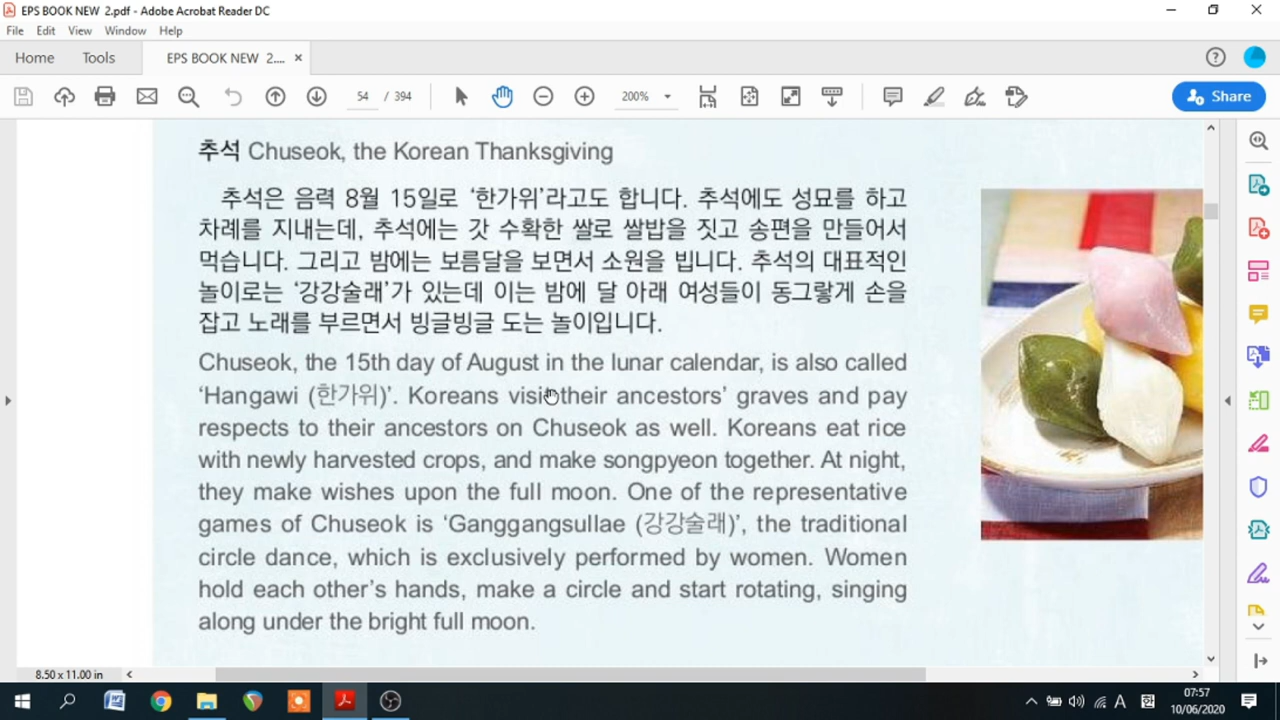 EPS BOOK NEW  2.pdf - Adobe Acrobat Reader DC
File Edit View Window Help
Home Tools EPS BOOK NEW  2.... ×
54 / 394 200% Share
추석 Chuseok, the Korean Thanksgiving
추석은 음력 8월 15일로 ‘한가위’라고도 합니다. 추석에도 성묘를 하고
차례를 지내는데, 추석에는 갓 수확한 쌀로 쌀밥을 짓고 송편을 만들어서
먹습니다. 그리고 밤에는 보름달을 보면서 소원을 빕니다. 추석의 대표적인
놀이로는 ‘강강술래’가 있는데 이는 밤에 달 아래 여성들이 동그랗게 손을
잡고 노래를 부르면서 빙글빙글 도는 놀이입니다.
Chuseok, the 15th day of August in the lunar calendar, is also called
‘Hangawi (한가위)’. Koreans visit their ancestors’ graves and pay
respects to their ancestors on Chuseok as well. Koreans eat rice
with newly harvested crops, and make songpyeon together. At night,
they make wishes upon the full moon. One of the representative
games of Chuseok is ‘Ganggangsullae (강강술래)’, the traditional
circle dance, which is exclusively performed by women. Women
hold each other’s hands, make a circle and start rotating, singing
along under the bright full moon.
8.50 x 11.00 in
A 한 07:57
10/06/2020